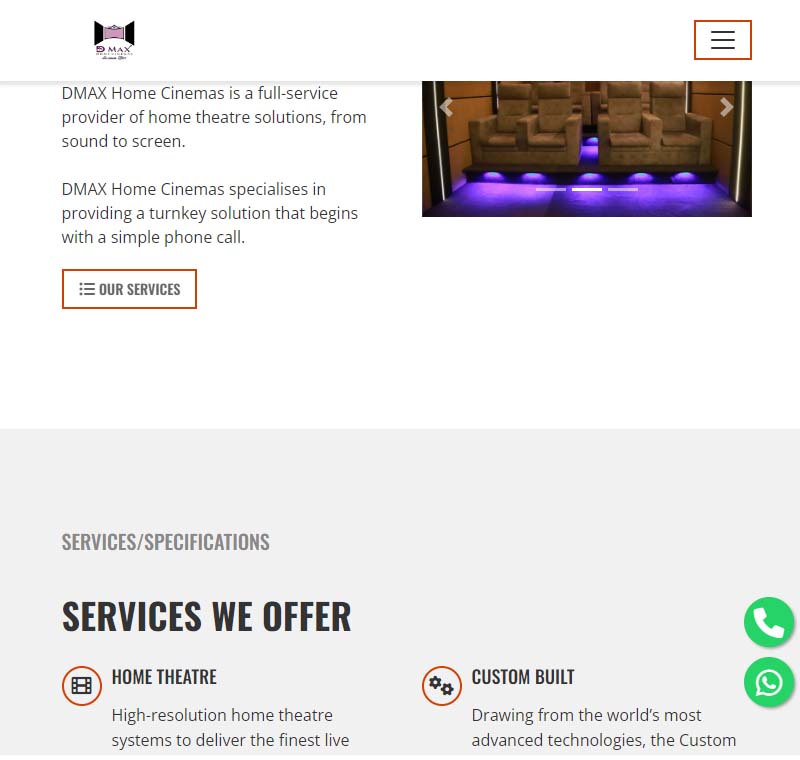 D MAX
DMAX Home Cinemas is a full-service
provider of home theatre solutions, from
sound to screen.
DMAX Home Cinemas specialises in
providing a turnkey solution that begins
with a simple phone call.
OUR SERVICES
SERVICES/SPECIFICATIONS
SERVICES WE OFFER
HOME THEATRE
High-resolution home theatre
systems to deliver the finest live
CUSTOM BUILT
Drawing from the world’s most
advanced technologies, the Custom